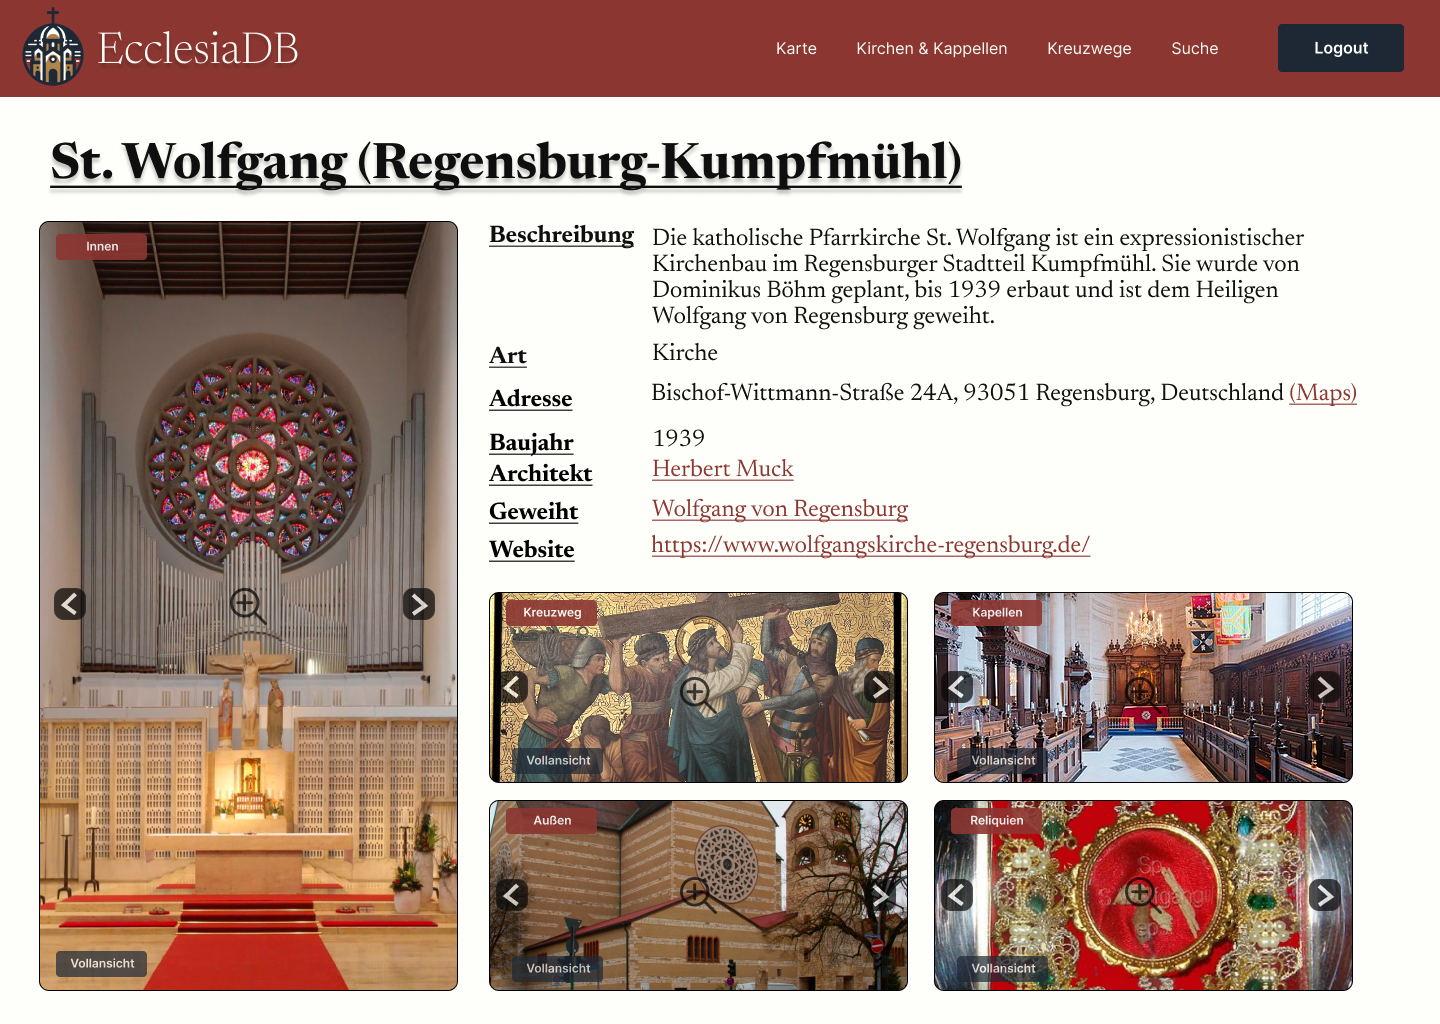 EcclesiaDB
Karte
Kirchen & Kappellen
Kreuzwege
Suche
Logout
St. Wolfgang (Regensburg-Kumpfmühl)
Innen
Vollansicht
Beschreibung
Die katholische Pfarrkirche St. Wolfgang ist ein expressionistischer
Kirchenbau im Regensburger Stadtteil Kumpfmühl. Sie wurde von
Dominikus Böhm geplant, bis 1939 erbaut und ist dem Heiligen
Wolfgang von Regensburg geweiht.
Art
Kirche
Adresse
Bischof-Wittmann-Straße 24A, 93051 Regensburg, Deutschland (Maps)
Baujahr
1939
Architekt
Herbert Muck
Geweiht
Wolfgang von Regensburg
Website
https://www.wolfgangskirche-regensburg.de/
Kreuzweg
Vollansicht
Kapellen
Vollansicht
Außen
Vollansicht
Reliquien
Vollansicht